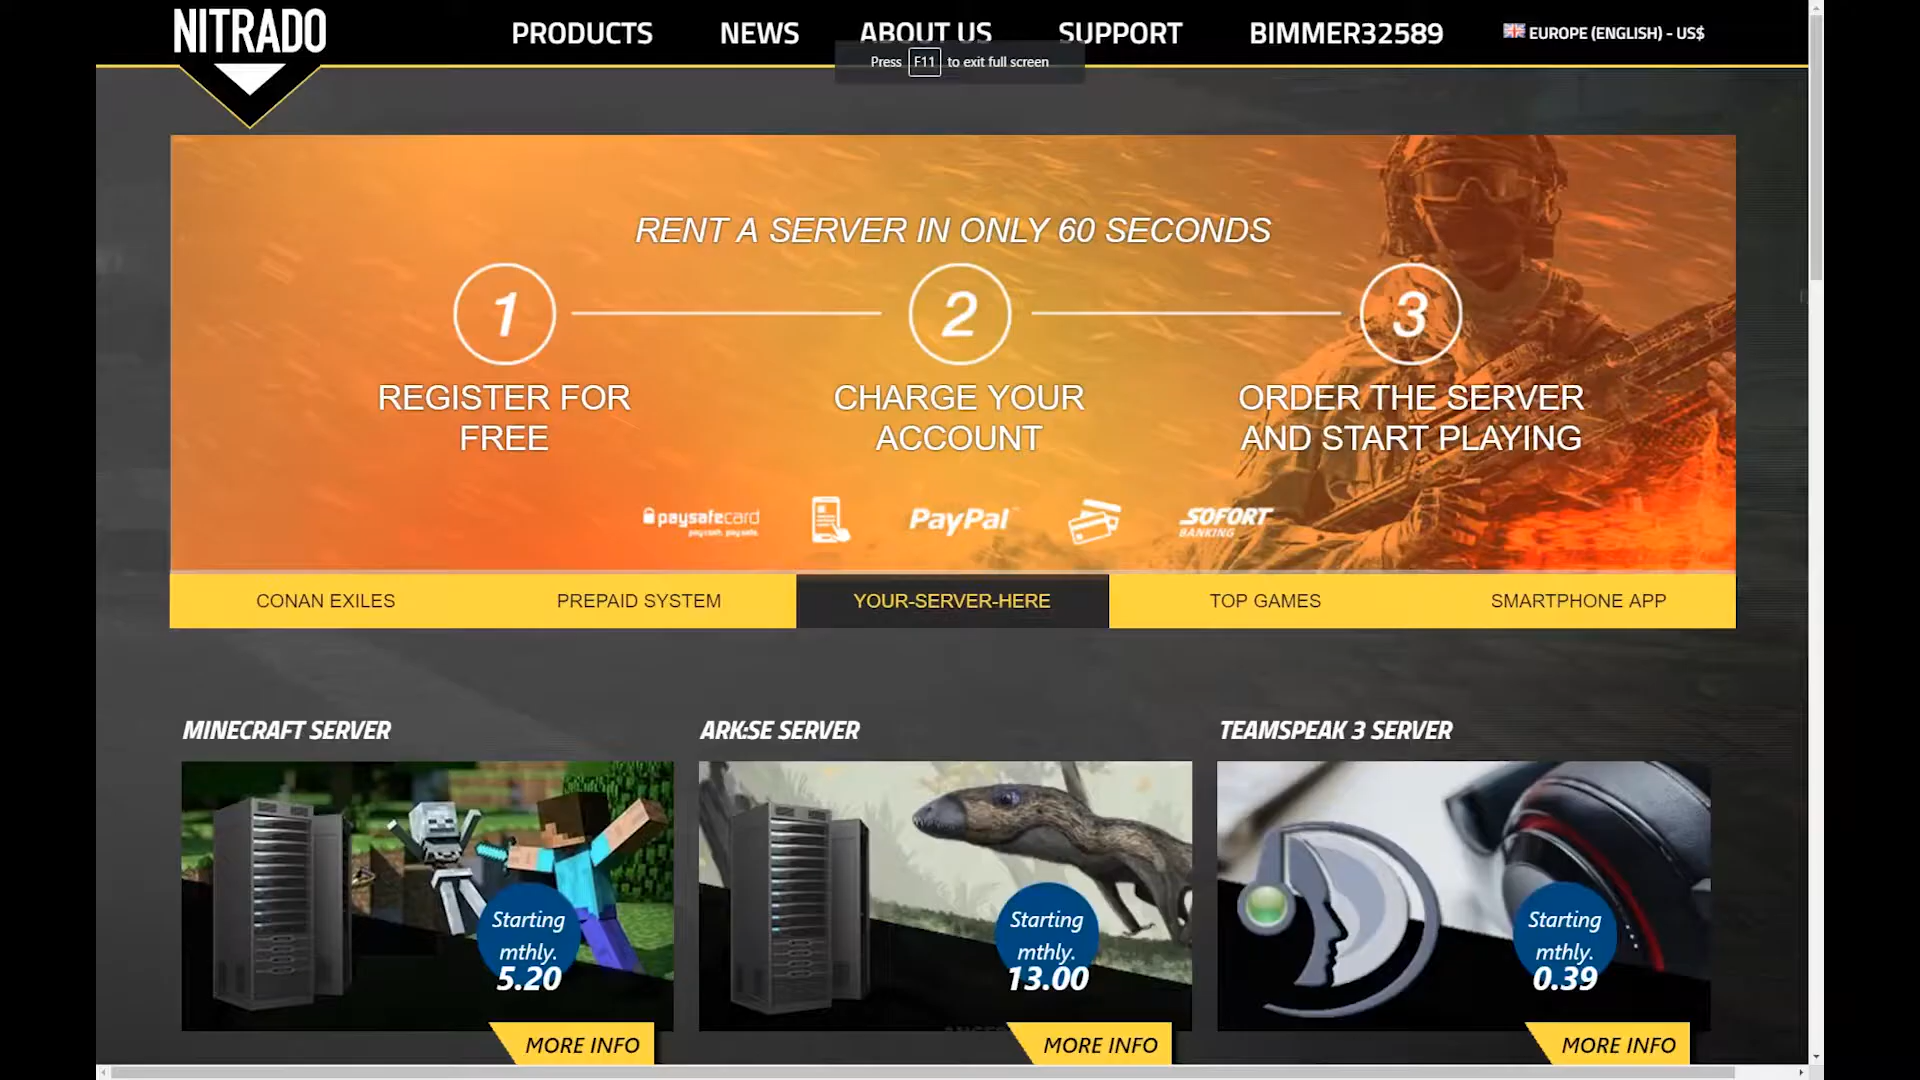 NITRADO
PRODUCTS NEWS ABOUT US SUPPORT BIMMER32589 EUROPE (ENGLISH) - US$
Press F11 to exit full screen
RENT A SERVER IN ONLY 60 SECONDS
1 2 3
REGISTER FOR
FREE
CHARGE YOUR
ACCOUNT
ORDER THE SERVER
AND START PLAYING
paysafecard
pay cash. pay safe.
PayPal
SOFORT
BANKING
CONAN EXILES PREPAID SYSTEM YOUR-SERVER-HERE TOP GAMES SMARTPHONE APP
MINECRAFT SERVER
Starting
mthly.
5.20
MORE INFO
ARK:SE SERVER
Starting
mthly.
13.00
MORE INFO
TEAMSPEAK 3 SERVER
Starting
mthly.
0.39
MORE INFO